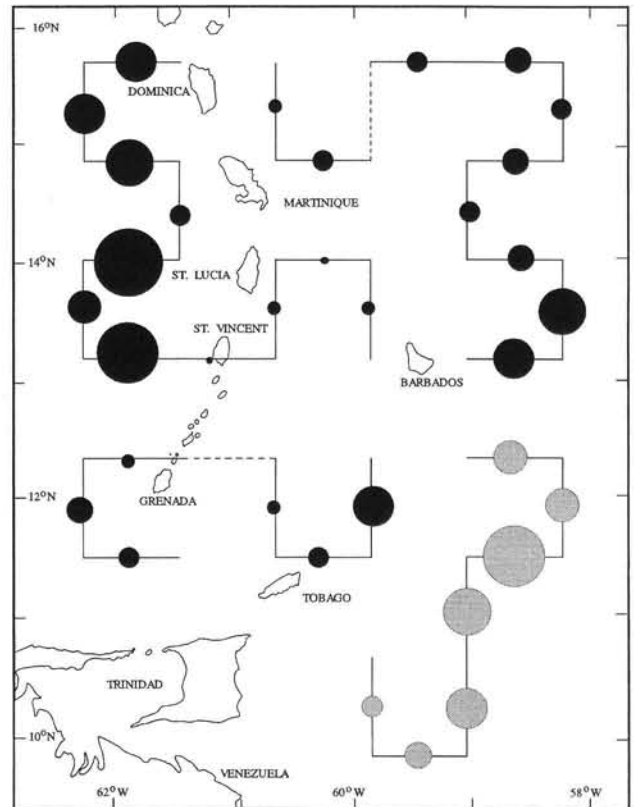 16°N
DOMINICA
MARTINIQUE
14°N
ST. LUCIA
ST. VINCENT
BARBADOS
12°N
GRENADA
TOBAGO
TRINIDAD
10°N
VENEZUELA
62°W
60°W
58°W